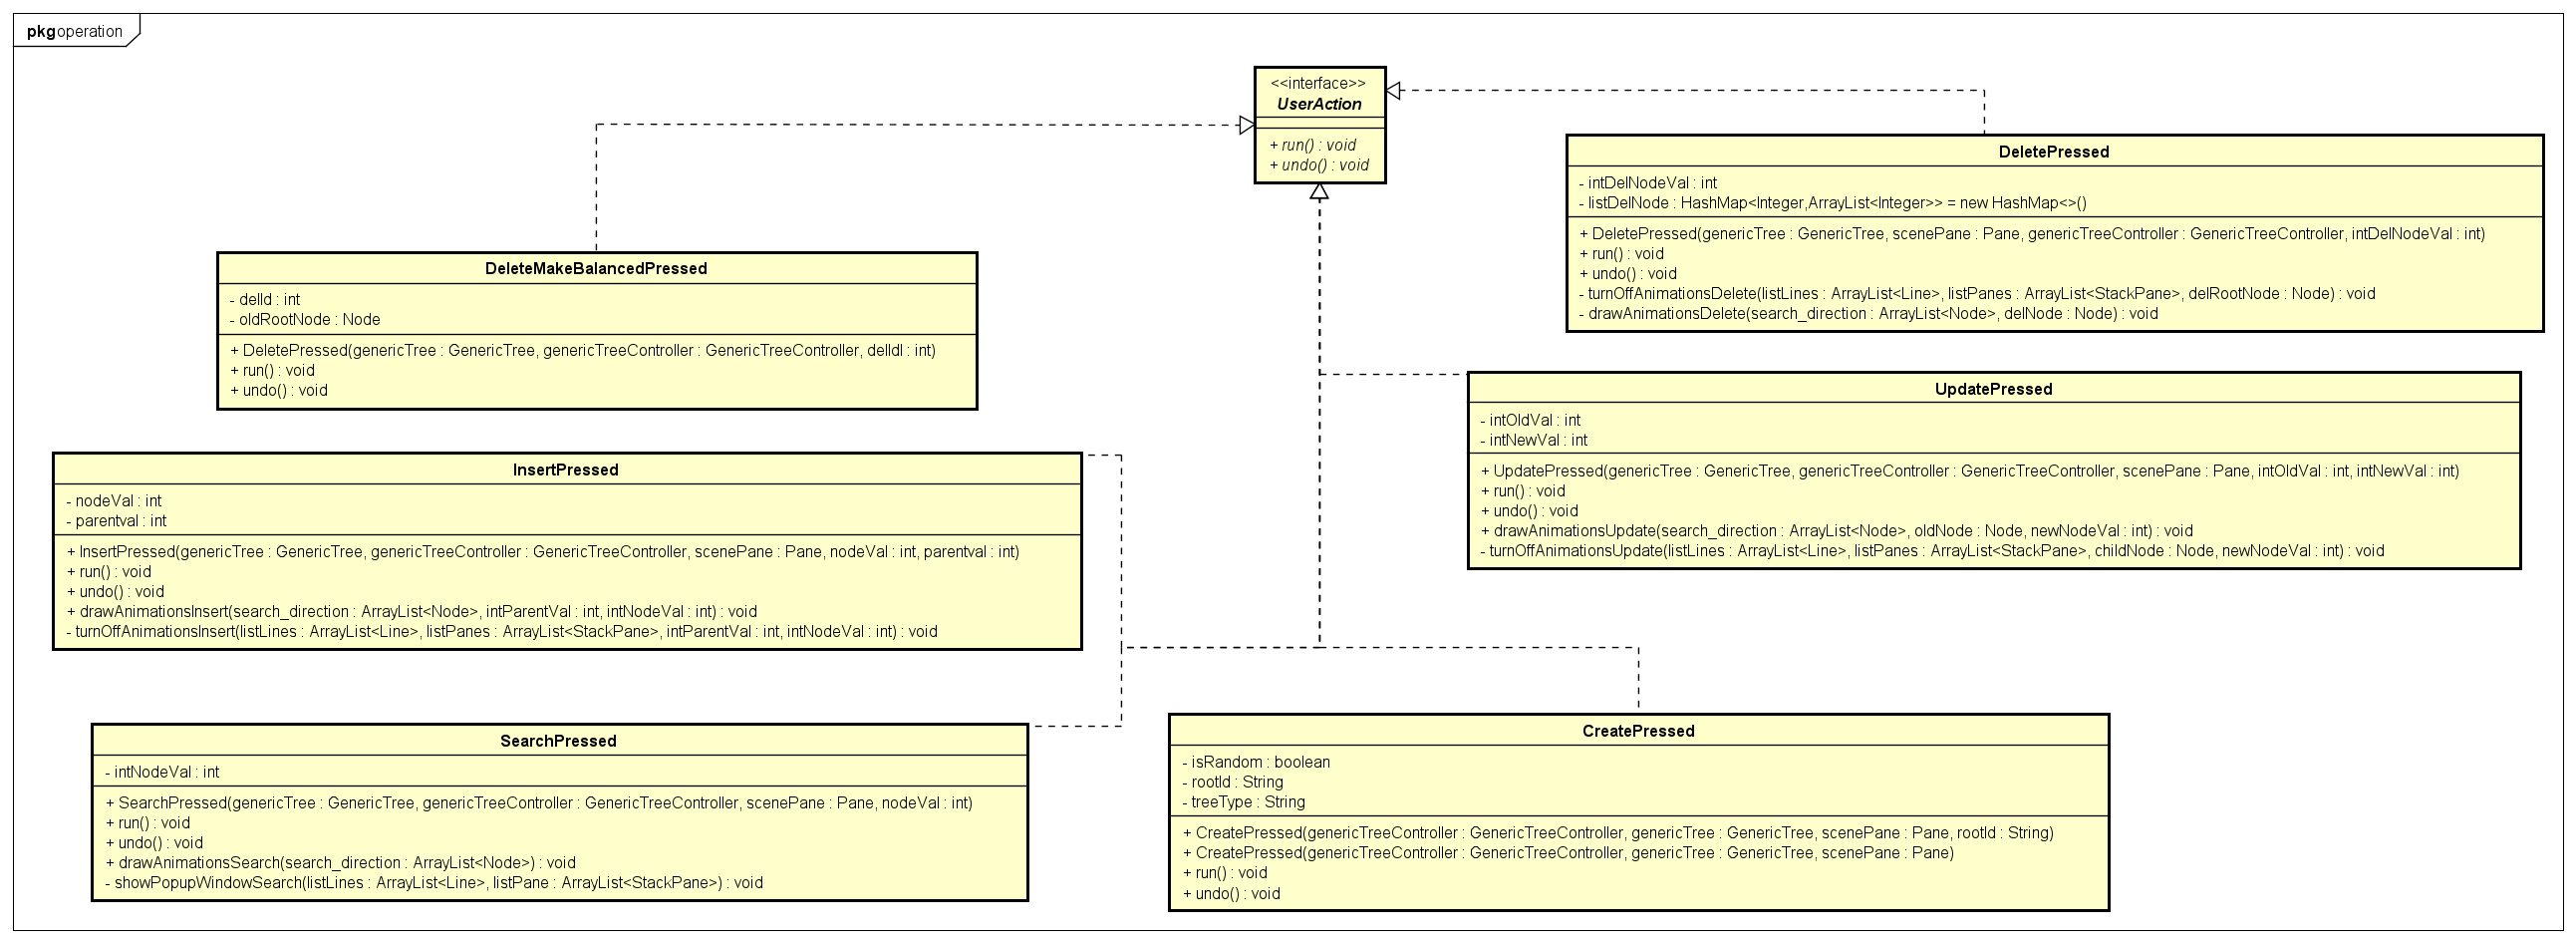 pkg operation
<<interface>>
UserAction
+ run() : void
+ undo() : void
DeletePressed
- intDelNodeVal : int
- listDelNode : HashMap<Integer,ArrayList<Integer>> = new HashMap<>()
+ DeletePressed(genericTree : GenericTree, scenePane : Pane, genericTreeController : GenericTreeController, intDelNodeVal : int)
+ run() : void
+ undo() : void
- turnOffAnimationsDelete(listLines : ArrayList<Line>, listPanes : ArrayList<StackPane>, delRootNode : Node) : void
- drawAnimationsDelete(search_direction : ArrayList<Node>, delNode : Node) : void
DeleteMakeBalancedPressed
- delId : int
- oldRootNode : Node
+ DeletePressed(genericTree : GenericTree, genericTreeController : GenericTreeController, delIdl : int)
+ run() : void
+ undo() : void
UpdatePressed
- intOldVal : int
- intNewVal : int
+ UpdatePressed(genericTree : GenericTree, genericTreeController : GenericTreeController, scenePane : Pane, intOldVal : int, intNewVal : int)
+ run() : void
+ undo() : void
+ drawAnimationsUpdate(search_direction : ArrayList<Node>, oldNode : Node, newNodeVal : int) : void
- turnOffAnimationsUpdate(listLines : ArrayList<Line>, listPanes : ArrayList<StackPane>, childNode : Node, newNodeVal : int) : void
InsertPressed
- nodeVal : int
- parentval : int
+ InsertPressed(genericTree : GenericTree, genericTreeController : GenericTreeController, scenePane : Pane, nodeVal : int, parentval : int)
+ run() : void
+ undo() : void
+ drawAnimationsInsert(search_direction : ArrayList<Node>, intParentVal : int, intNodeVal : int) : void
- turnOffAnimationsInsert(listLines : ArrayList<Line>, listPanes : ArrayList<StackPane>, intParentVal : int, intNodeVal : int) : void
SearchPressed
- intNodeVal : int
+ SearchPressed(genericTree : GenericTree, genericTreeController : GenericTreeController, scenePane : Pane, nodeVal : int)
+ run() : void
+ undo() : void
+ drawAnimationsSearch(search_direction : ArrayList<Node>) : void
- showPopupWindowSearch(listLines : ArrayList<Line>, listPane : ArrayList<StackPane>) : void
CreatePressed
- isRandom : boolean
- rootId : String
- treeType : String
+ CreatePressed(genericTreeController : GenericTreeController, genericTree : GenericTree, scenePane : Pane, rootId : String)
+ CreatePressed(genericTreeController : GenericTreeController, genericTree : GenericTree, scenePane : Pane)
+ run() : void
+ undo() : void